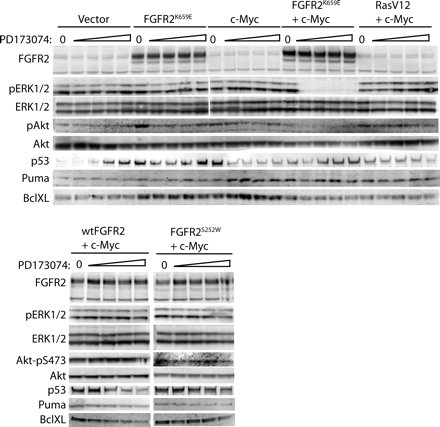 Vector FGFR2K659E c-Myc FGFR2K659E + c-Myc RasV12 + c-Myc
PD173074: 0 0 0 0 0
FGFR2
pERK1/2
ERK1/2
pAkt
Akt
p53
Puma
BclXL
wtFGFR2 + c-Myc FGFR2S252W + c-Myc
PD173074: 0 0
FGFR2
pERK1/2
ERK1/2
Akt-pS473
Akt
p53
Puma
BclXL